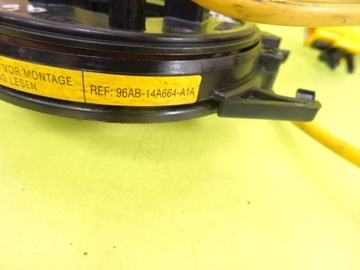 VOR MONTAGE
LESEN
REF: 96AB-14A664-A1A